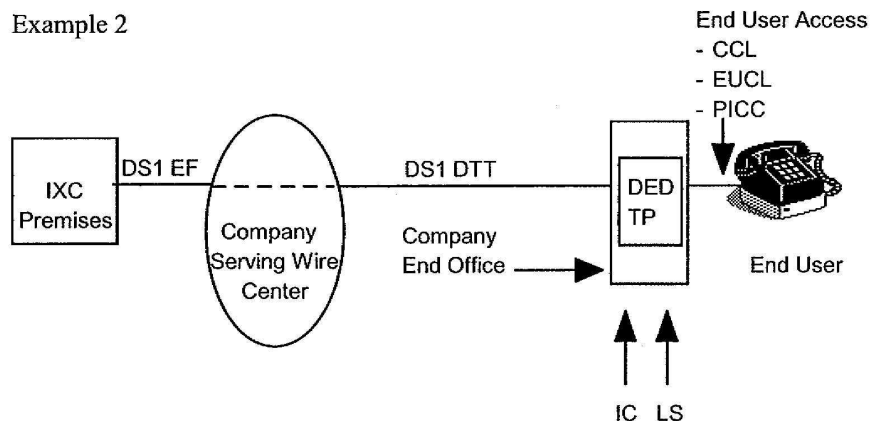 Example 2
End User Access
- CCL
- EUCL
- PICC
IXC
Premises
DS1 EF
Company
Serving Wire
Center
DS1 DTT
Company
End Office
DED
TP
End User
IC
LS